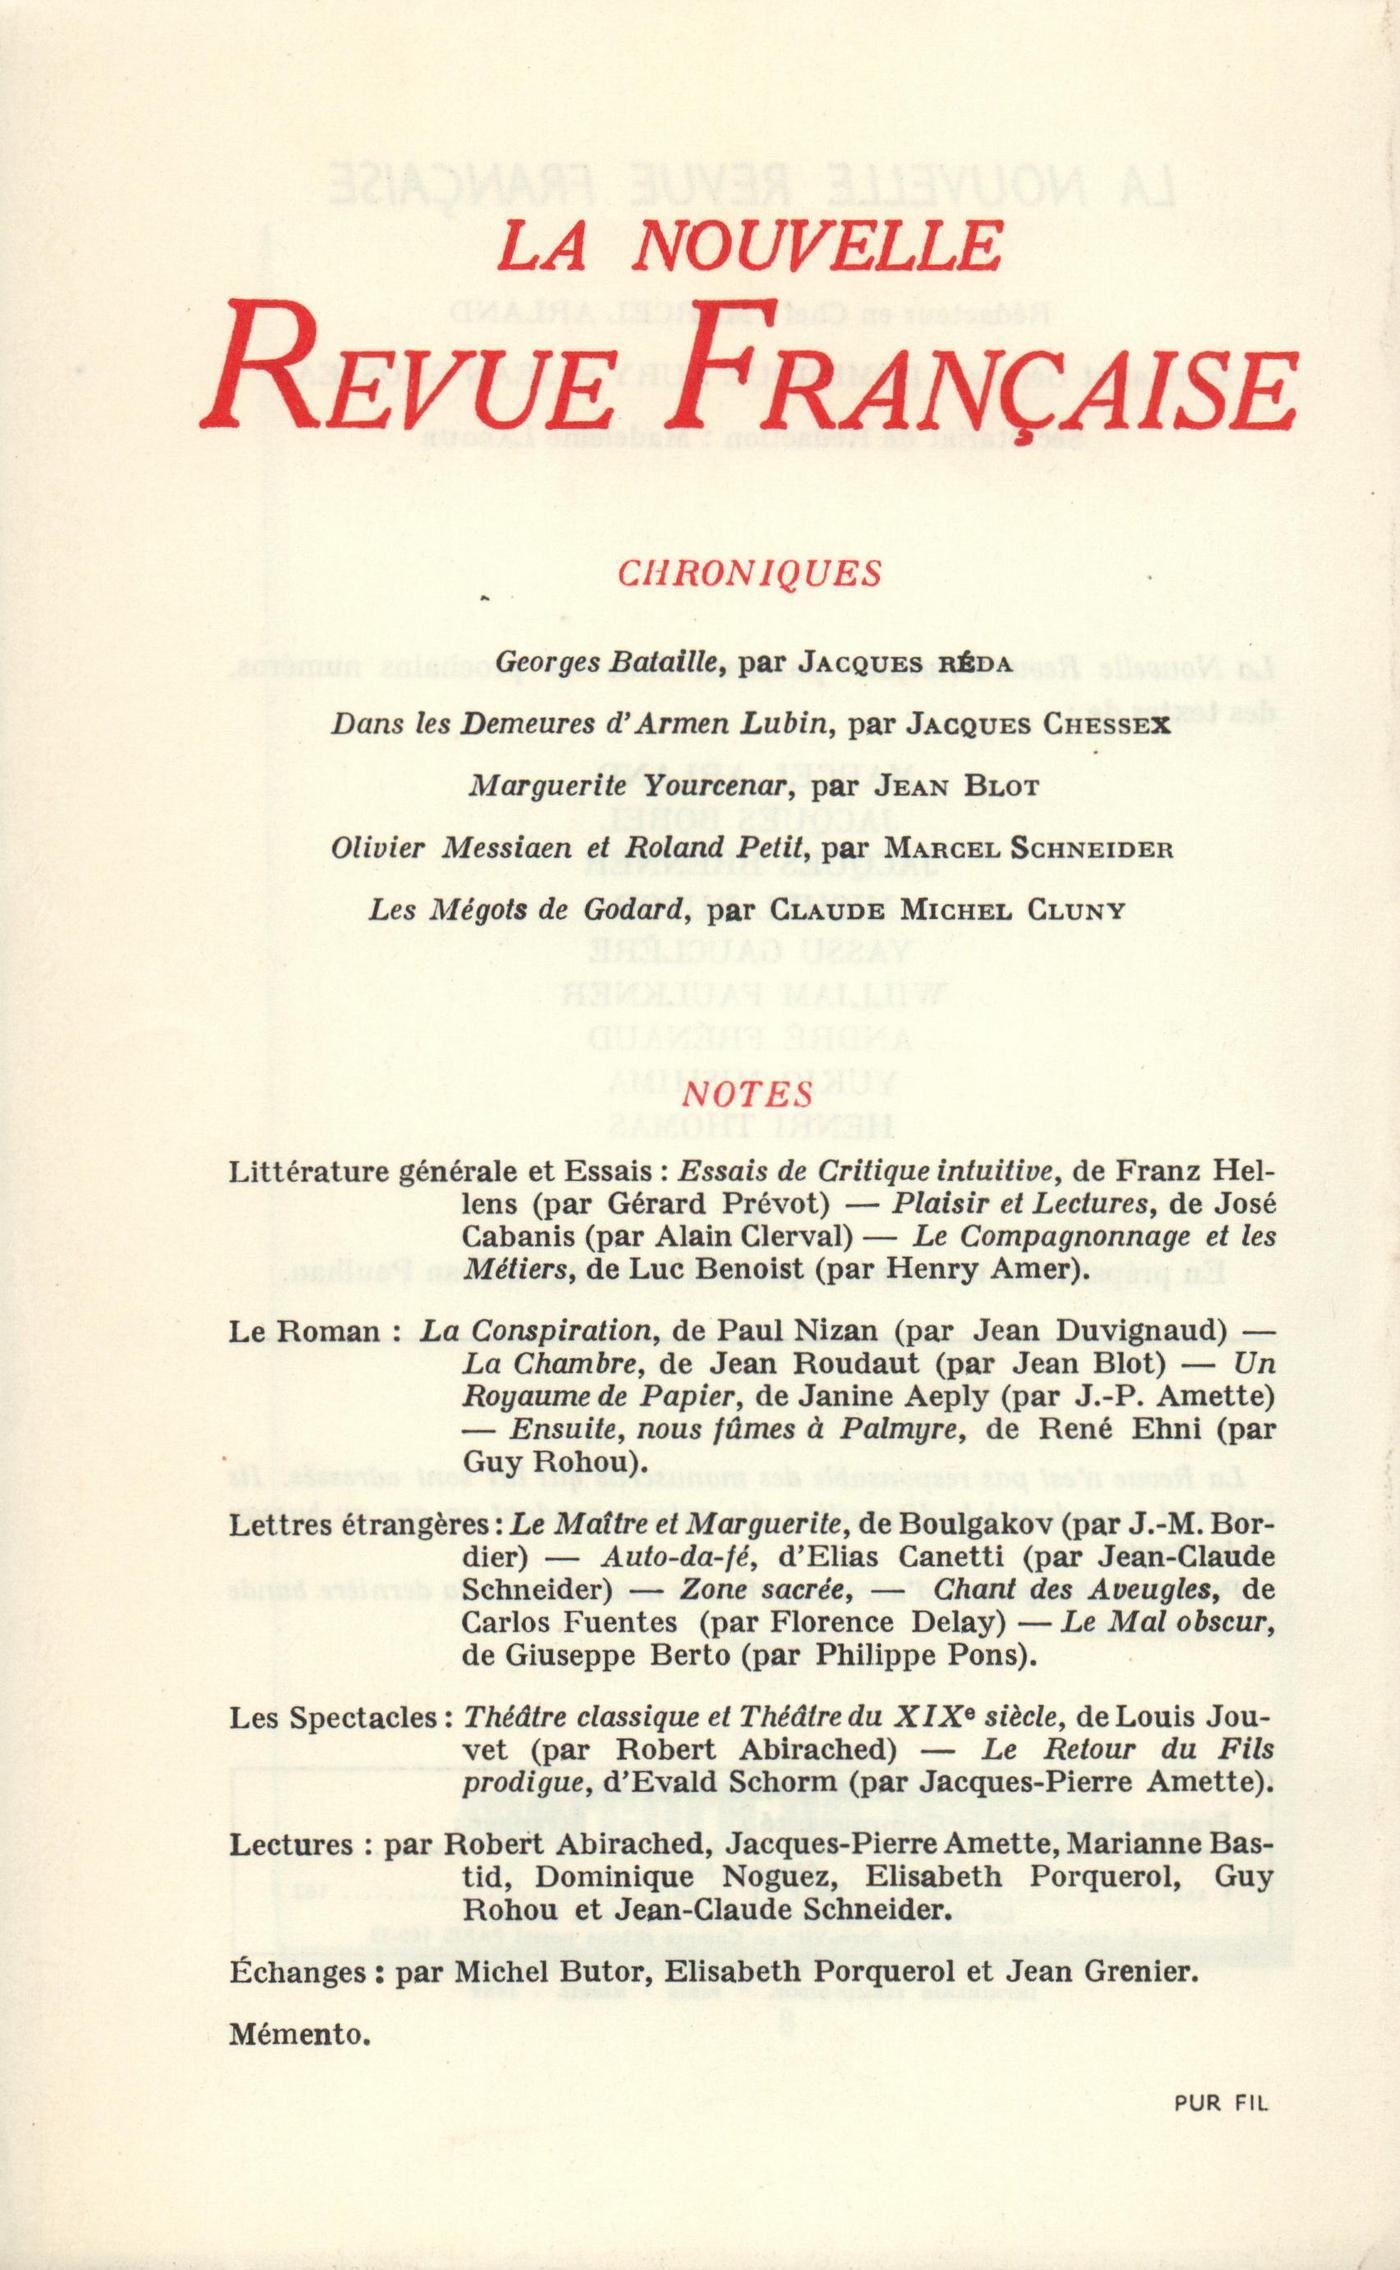 LA NOUVELLE
REVUE FRANÇAISE
CHRONIQUES
Georges Bataille, par JACQUES RÉDA
Dans les Demeures d'Armen Lubin, par JACQUES CHESSEX
Marguerite Yourcenar, par JEAN BLOT
Olivier Messiaen et Roland Petit, par MARCEL SCHNEIDER
Les Mégots de Godard, par CLAUDE MICHEL CLUNY
NOTES
Littérature générale et Essais : Essais de Critique intuitive, de Franz Hel-
lens (par Gérard Prévot) — Plaisir et Lectures, de José
Cabanis (par Alain Clerval) — Le Compagnonnage et les
Métiers, de Luc Benoist (par Henry Amer).
Le Roman : La Conspiration, de Paul Nizan (par Jean Duvignaud) —
La Chambre, de Jean Roudaut (par Jean Blot) — Un
Royaume de Papier, de Janine Aeply (par J.-P. Amette)
— Ensuite, nous fûmes à Palmyre, de René Ehni (par
Guy Rohou).
Lettres étrangères : Le Maître et Marguerite, de Boulgakov (par J.-M. Bor-
dier) — Auto-da-fé, d'Elias Canetti (par Jean-Claude
Schneider) — Zone sacrée, — Chant des Aveugles, de
Carlos Fuentes (par Florence Delay) — Le Mal obscur,
de Giuseppe Berto (par Philippe Pons).
Les Spectacles : Théâtre classique et Théâtre du XIXe siècle, de Louis Jou-
vet (par Robert Abirached) — Le Retour du Fils
prodigue, d'Evald Schorm (par Jacques-Pierre Amette).
Lectures : par Robert Abirached, Jacques-Pierre Amette, Marianne Bas-
tid, Dominique Noguez, Elisabeth Porquerol, Guy
Rohou et Jean-Claude Schneider.
Échanges : par Michel Butor, Elisabeth Porquerol et Jean Grenier.
Mémento.
PUR FIL